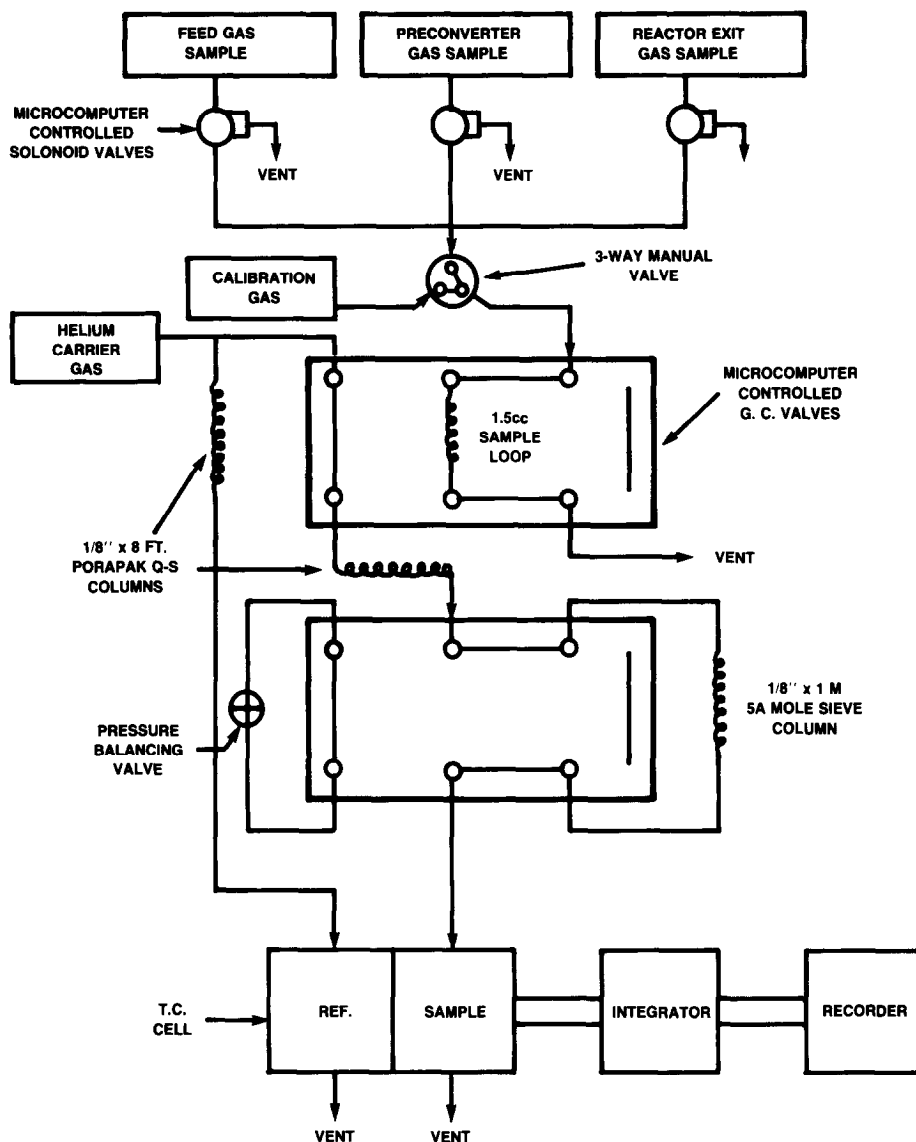 FEED GAS
SAMPLE
PRECONVERTER
GAS SAMPLE
REACTOR EXIT
GAS SAMPLE
MICROCOMPUTER
CONTROLLED
SOLONOID VALVES
VENT
VENT
3-WAY MANUAL
VALVE
CALIBRATION
GAS
HELIUM
CARRIER
GAS
MICROCOMPUTER
CONTROLLED
G. C. VALVES
1.5cc
SAMPLE
LOOP
1/8'' x 8 FT.
PORAPAK Q-S
COLUMNS
VENT
1/8'' x 1 M
5A MOLE SIEVE
COLUMN
PRESSURE
BALANCING
VALVE
T.C.
CELL
REF.
SAMPLE
INTEGRATOR
RECORDER
VENT
VENT